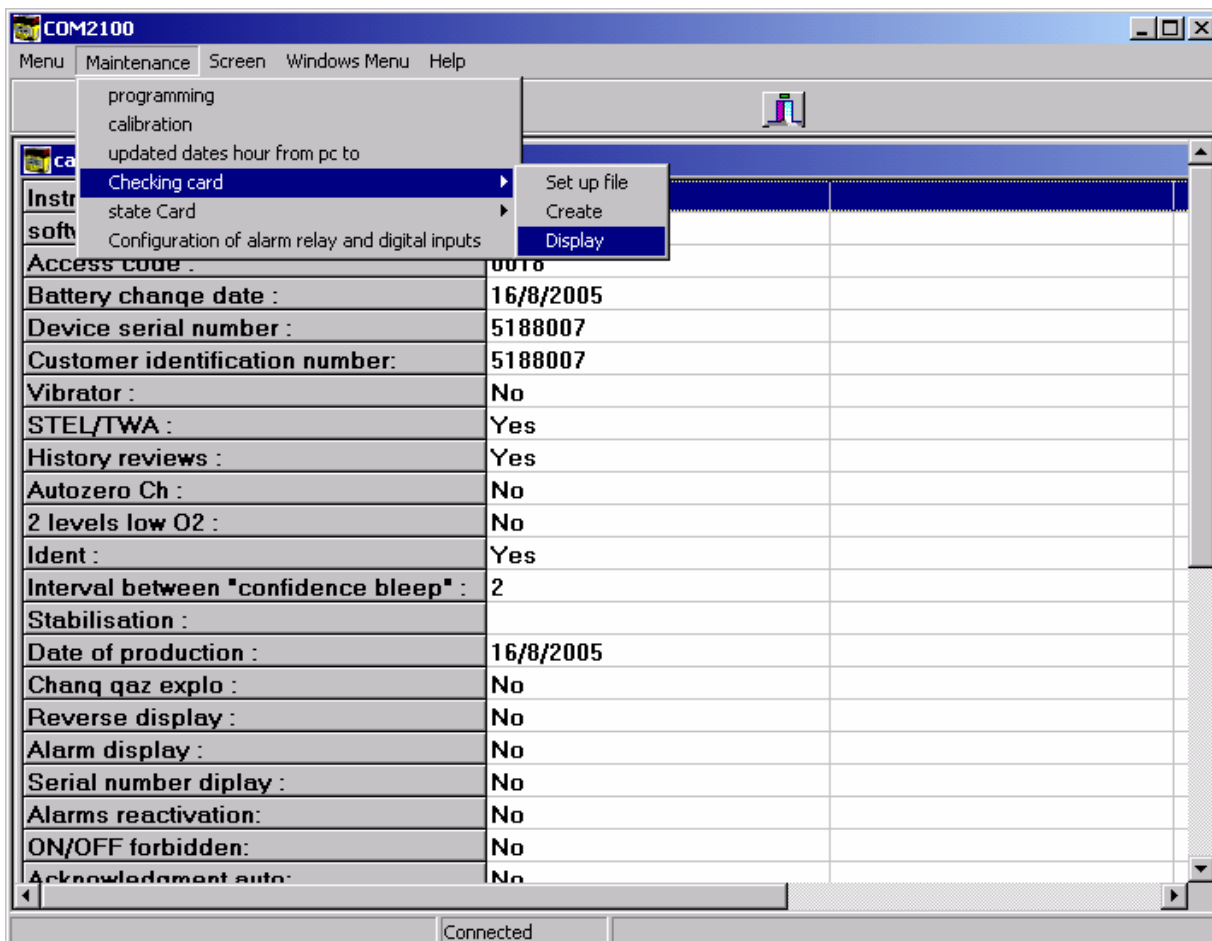 COM2100
Menu Maintenance Screen Windows Menu Help
programming
calibration
updated dates hour from pc to
Checking card
state Card
Configuration of alarm relay and digital inputs
Set up file
Create
Display
Access code : 0018
Battery change date : 16/8/2005
Device serial number : 5188007
Customer identification number: 5188007
Vibrator : No
STEL/TWA : Yes
History reviews : Yes
Autozero Ch : No
2 levels low O2 : No
Ident : Yes
Interval between "confidence bleep" : 2
Stabilisation :
Date of production : 16/8/2005
Chang gaz explo : No
Reverse display : No
Alarm display : No
Serial number diplay : No
Alarms reactivation: No
ON/OFF forbidden: No
Acknowledgment auto: No
Connected